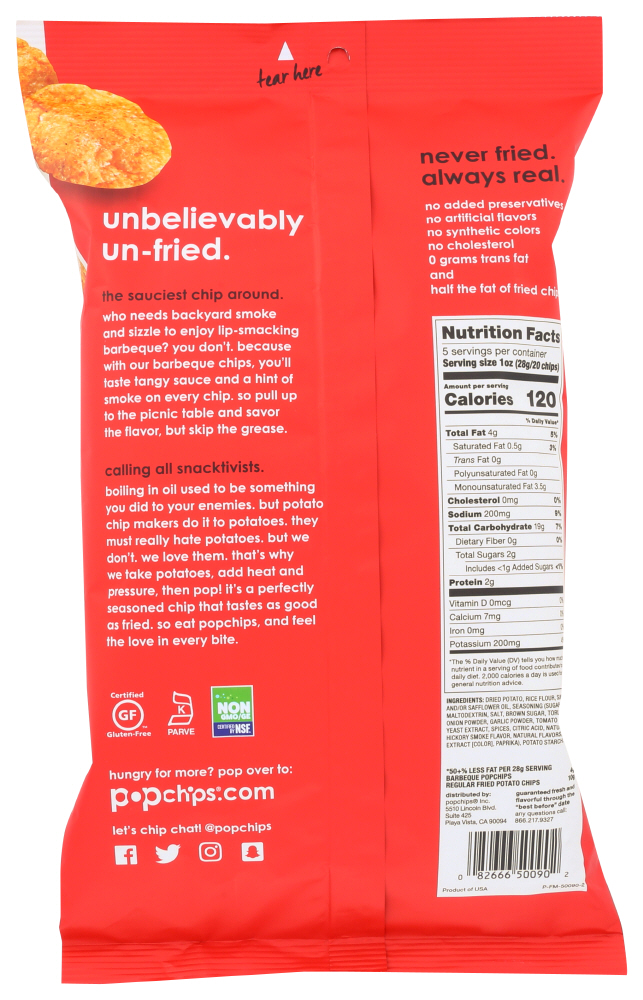 tear here
unbelievably
un-fried.
the sauciest chip around.
who needs backyard smoke
and sizzle to enjoy lip-smacking
barbeque? you don't. because
with our barbeque chips, you'll
taste tangy sauce and a hint of
smoke on every chip. so pull up
to the picnic table and savor
the flavor, but skip the grease.
calling all snacktivists.
boiling in oil used to be something
you did to your enemies. but potato
chip makers do it to potatoes. they
must really hate potatoes. but we
don't. we love them. that's why
we take potatoes, add heat and
pressure, then pop! it's a perfectly
seasoned chip that tastes as good
as fried. so eat popchips, and feel
the love in every bite.
Certified
GF
Gluten-Free
K
PARVE
NON
GMO/GE
CERTIFIED BY NSF
hungry for more? pop over to:
popchips.com
let's chip chat! @popchips
never fried.
always real.
no added preservatives
no artificial flavors
no synthetic colors
no cholesterol
0 grams trans fat
and
half the fat of fried chips
Nutrition Facts
5 servings per container
Serving size 1oz (28g/20 chips)
Amount per serving
Calories 120
% Daily Value*
Total Fat 4g 5%
Saturated Fat 0.5g 3%
Trans Fat 0g
Polyunsaturated Fat 0g
Monounsaturated Fat 3.5g
Cholesterol 0mg 0%
Sodium 200mg 9%
Total Carbohydrate 19g 7%
Dietary Fiber 0g 0%
Total Sugars 2g
Includes <1g Added Sugars <1%
Protein 2g
Vitamin D 0mcg
Calcium 7mg
Iron 0mg
Potassium 200mg
*The % Daily Value (DV) tells you how
nutrient in a serving of food
daily diet. 2,000 calories a day is used
general nutrition advice.
INGREDIENTS: DRIED POTATO, RICE FLOUR,
AND/OR SAFFLOWER OIL, SEASONING (SUGAR
MALTODEXTRIN, SALT, BROWN SUGAR,
ONION POWDER, GARLIC POWDER, TOMATO
YEAST EXTRACT, SPICES, CITRIC ACID,
HICKORY SMOKE FLAVOR, NATURAL
EXTRACT [COLOR], PAPRIKA), POTATO STARCH
*50+% LESS FAT PER 28g SERVING
BARBEQUE POPCHIPS
REGULAR FRIED POTATO CHIPS
distributed by:
popchips® Inc.
5510 Lincoln Blvd.
Suite 425
Playa Vista, CA 90094
guaranteed fresh and
flavorful through the
"best before" date
any questions call:
866.217.9327
0 82666 50090 2
Product of USA P-FM-50090-2